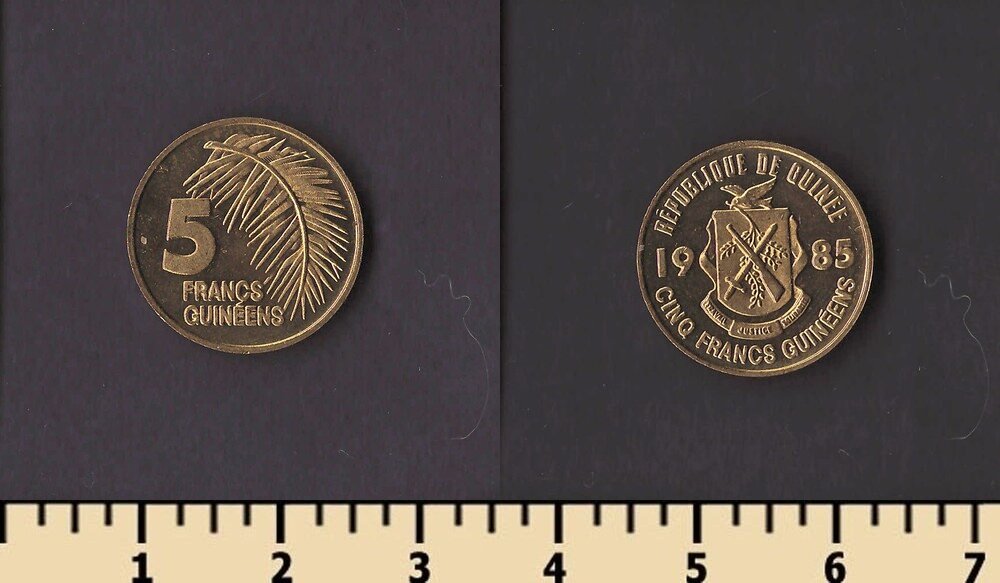 5
FRANCS
GUINÉENS
RÉPUBLIQUE DE GUINÉE
19 85
TRAVAIL JUSTICE
CINQ FRANCS GUINÉENS
1 2 3 4 5 6 7